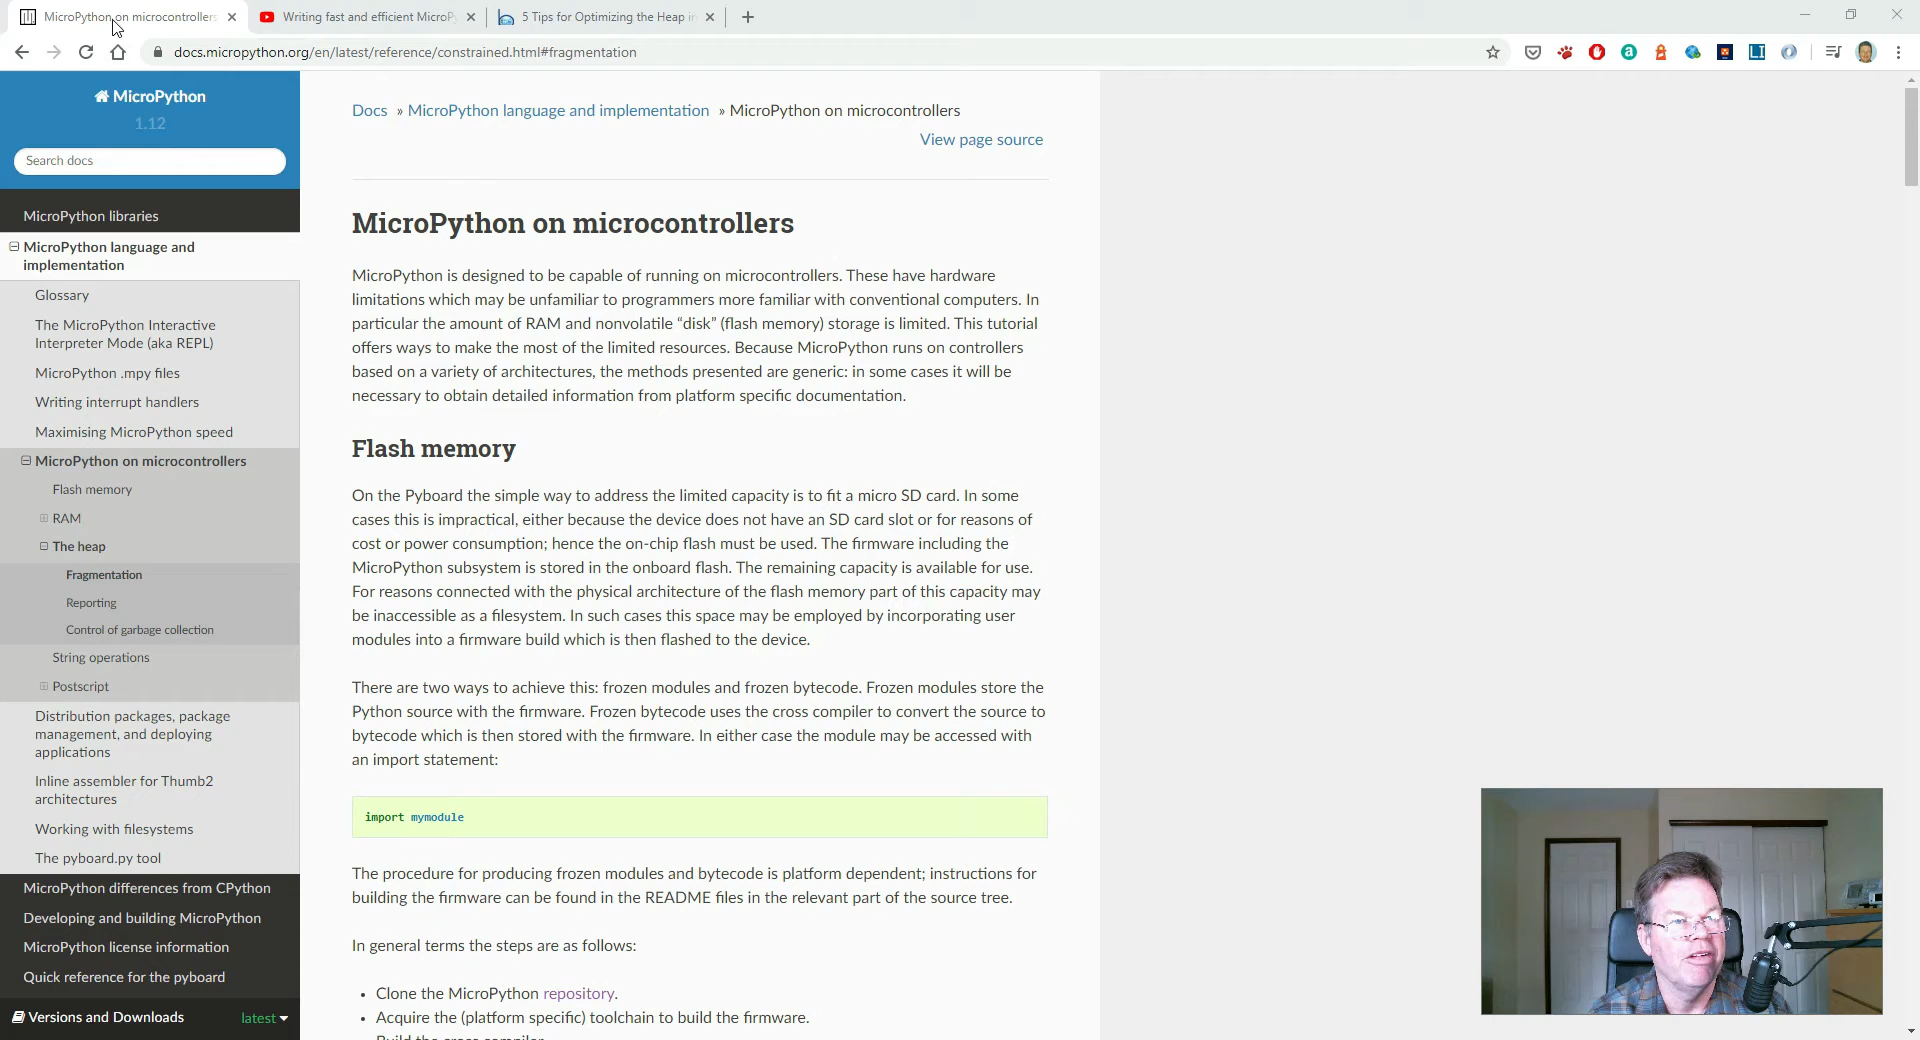 MicroPython on microcontrollers
Writing fast and efficient MicroPy
5 Tips for Optimizing the Heap in
docs.micropython.org/en/latest/reference/constrained.html#fragmentation
MicroPython
1.12
Search docs
MicroPython libraries
MicroPython language and
implementation
Glossary
The MicroPython Interactive
Interpreter Mode (aka REPL)
MicroPython .mpy files
Writing interrupt handlers
Maximising MicroPython speed
MicroPython on microcontrollers
Flash memory
RAM
The heap
Fragmentation
Reporting
Control of garbage collection
String operations
Postscript
Distribution packages, package
management, and deploying
applications
Inline assembler for Thumb2
architectures
Working with filesystems
The pyboard.py tool
MicroPython differences from CPython
Developing and building MicroPython
MicroPython license information
Quick reference for the pyboard
Versions and Downloads latest
Docs » MicroPython language and implementation » MicroPython on microcontrollers
View page source
MicroPython on microcontrollers
MicroPython is designed to be capable of running on microcontrollers. These have hardware
limitations which may be unfamiliar to programmers more familiar with conventional computers. In
particular the amount of RAM and nonvolatile “disk” (flash memory) storage is limited. This tutorial
offers ways to make the most of the limited resources. Because MicroPython runs on controllers
based on a variety of architectures, the methods presented are generic: in some cases it will be
necessary to obtain detailed information from platform specific documentation.
Flash memory
On the Pyboard the simple way to address the limited capacity is to fit a micro SD card. In some
cases this is impractical, either because the device does not have an SD card slot or for reasons of
cost or power consumption; hence the on-chip flash must be used. The firmware including the
MicroPython subsystem is stored in the onboard flash. The remaining capacity is available for use.
For reasons connected with the physical architecture of the flash memory part of this capacity may
be inaccessible as a filesystem. In such cases this space may be employed by incorporating user
modules into a firmware build which is then flashed to the device.
There are two ways to achieve this: frozen modules and frozen bytecode. Frozen modules store the
Python source with the firmware. Frozen bytecode uses the cross compiler to convert the source to
bytecode which is then stored with the firmware. In either case the module may be accessed with
an import statement:
import mymodule
The procedure for producing frozen modules and bytecode is platform dependent; instructions for
building the firmware can be found in the README files in the relevant part of the source tree.
In general terms the steps are as follows:
• Clone the MicroPython repository.
• Acquire the (platform specific) toolchain to build the firmware.
• Build the cross compiler.